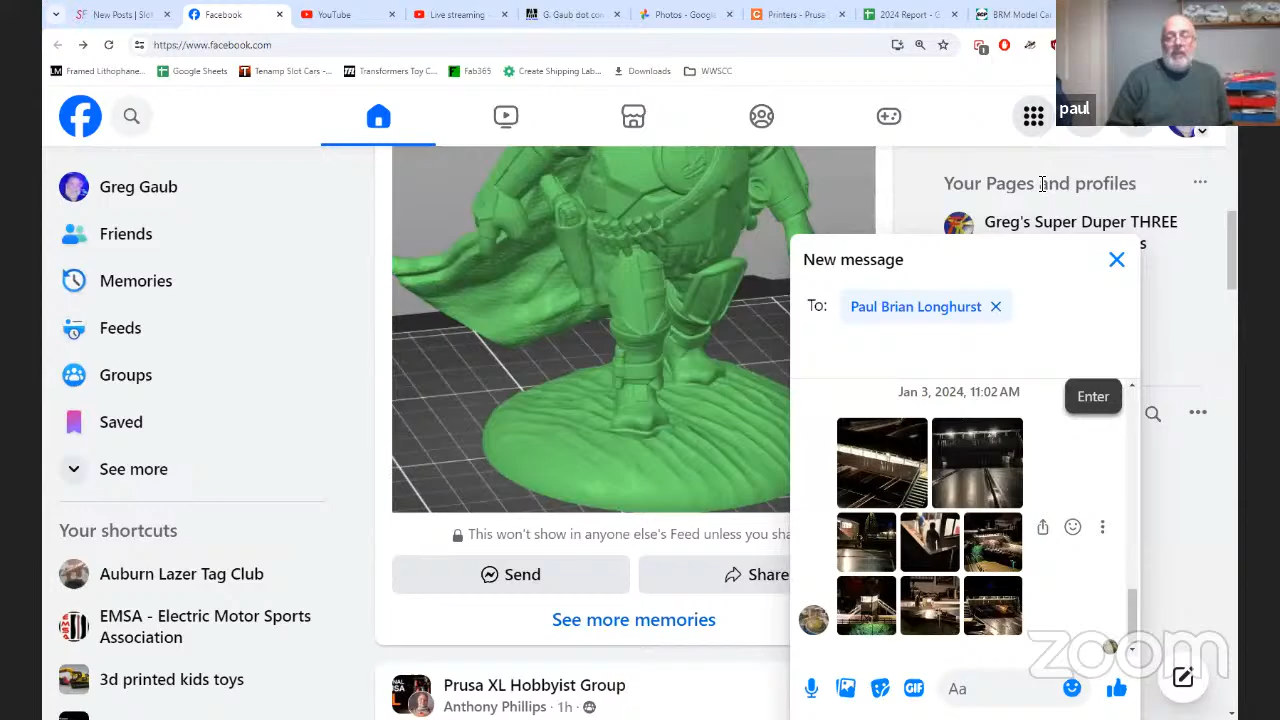 New Posts | Slot
Facebook
YouTube
Live streaming
G. Gaub dot con
Photos - Google
Printers - Prusa
2024 Report - G
BRM Model Car
https://www.facebook.com
1
Framed Lithophane...
Google Sheets
Tenamp Slot Cars -...
Transformers Toy C...
Fab365
Create Shipping Lab...
Downloads
WWSCC
paul
Greg Gaub
Friends
Memories
Feeds
Groups
Saved
See more
Your shortcuts
Auburn Lazer Tag Club
EMSA - Electric Motor Sports
Association
3d printed kids toys
This won't show in anyone else's Feed unless you sha
Send
Share
See more memories
Prusa XL Hobbyist Group
Anthony Phillips · 1h ·
Your Pages and profiles
Greg's Super Duper THREE
s
New message
To:
Paul Brian Longhurst
Jan 3, 2024, 11:02 AM
Enter
GIF
Aa
zoom